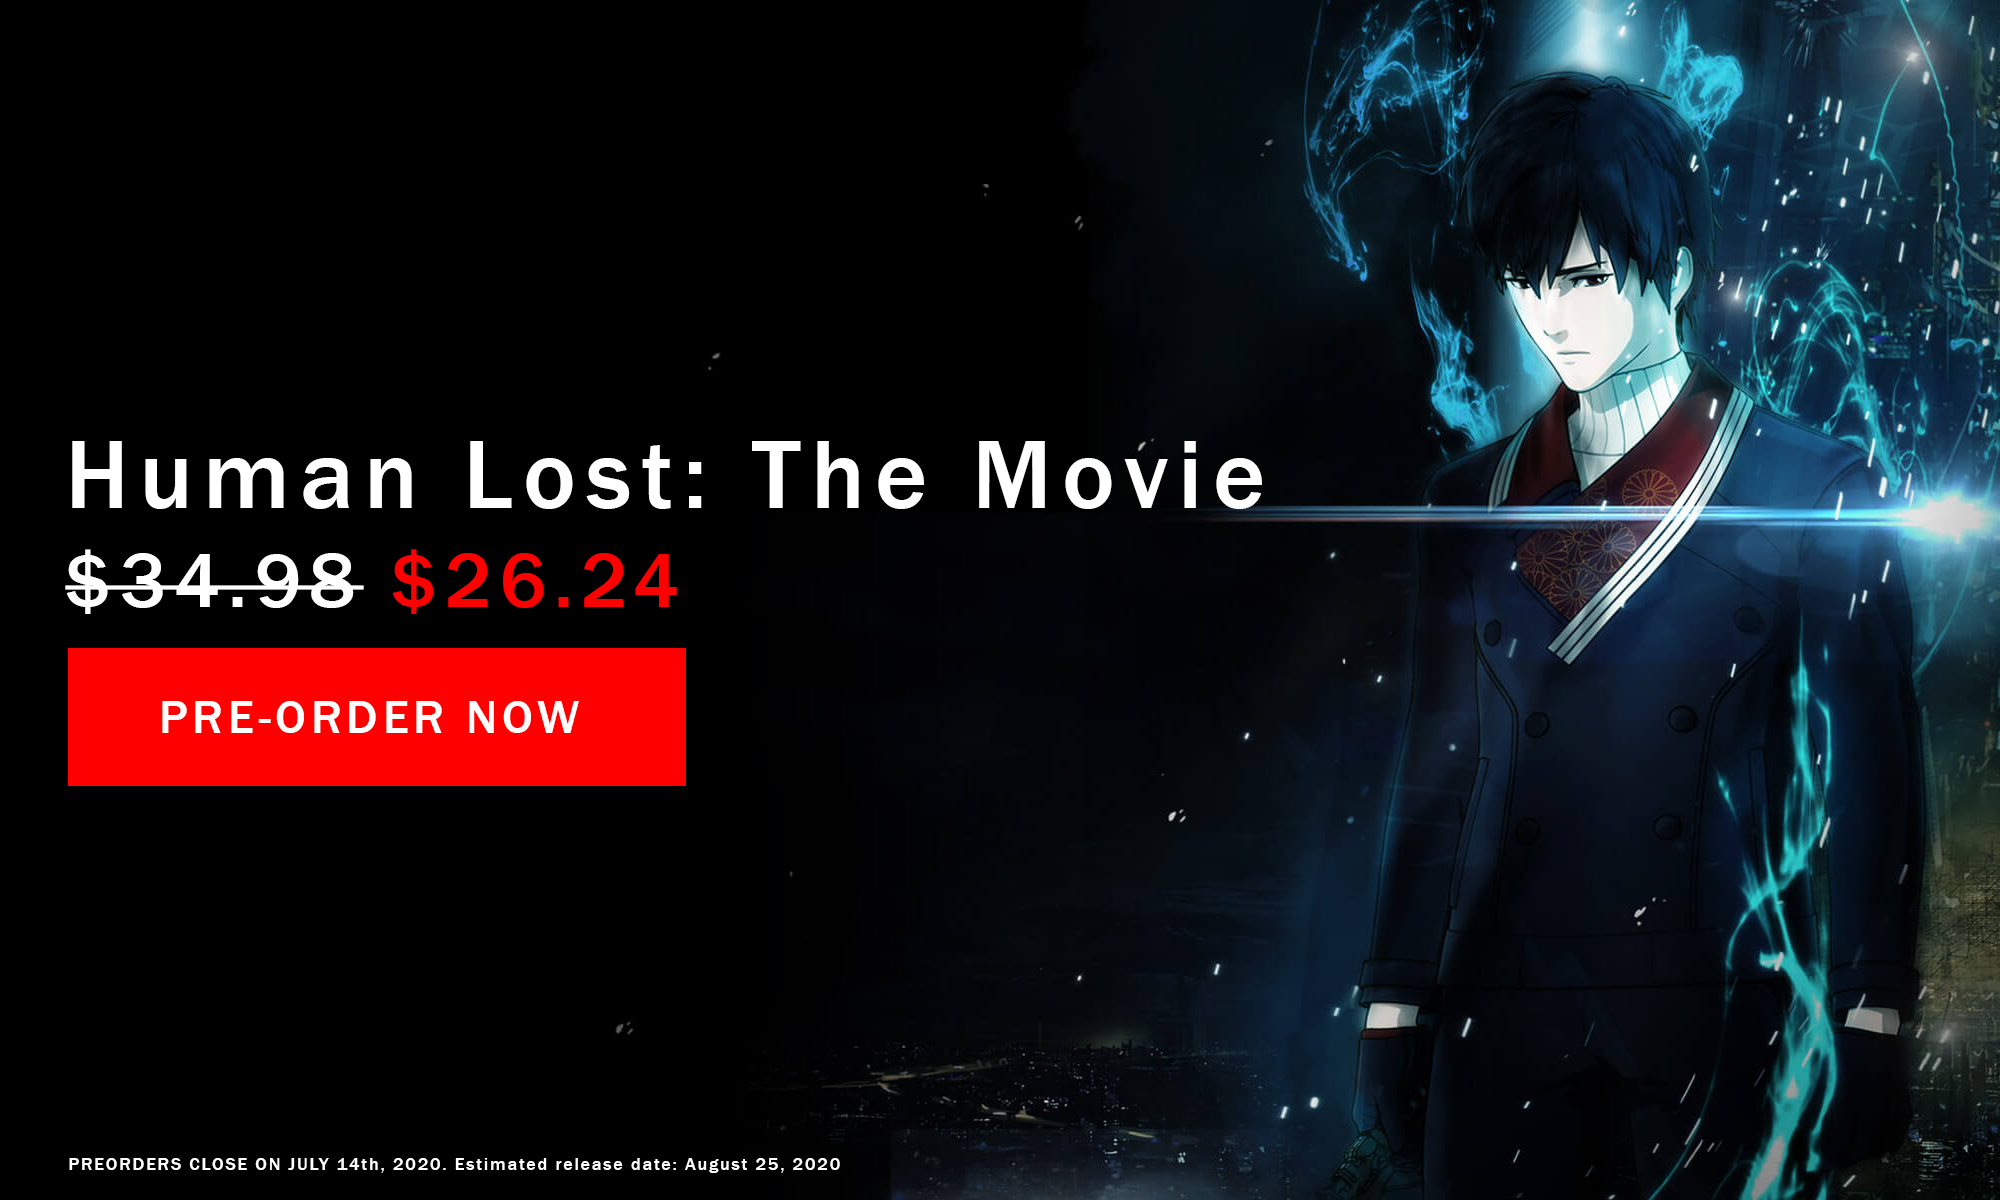 Human Lost: The Movie
$34.98 $26.24
PRE-ORDER NOW
PREORDERS CLOSE ON JULY 14th, 2020. Estimated release date: August 25, 2020